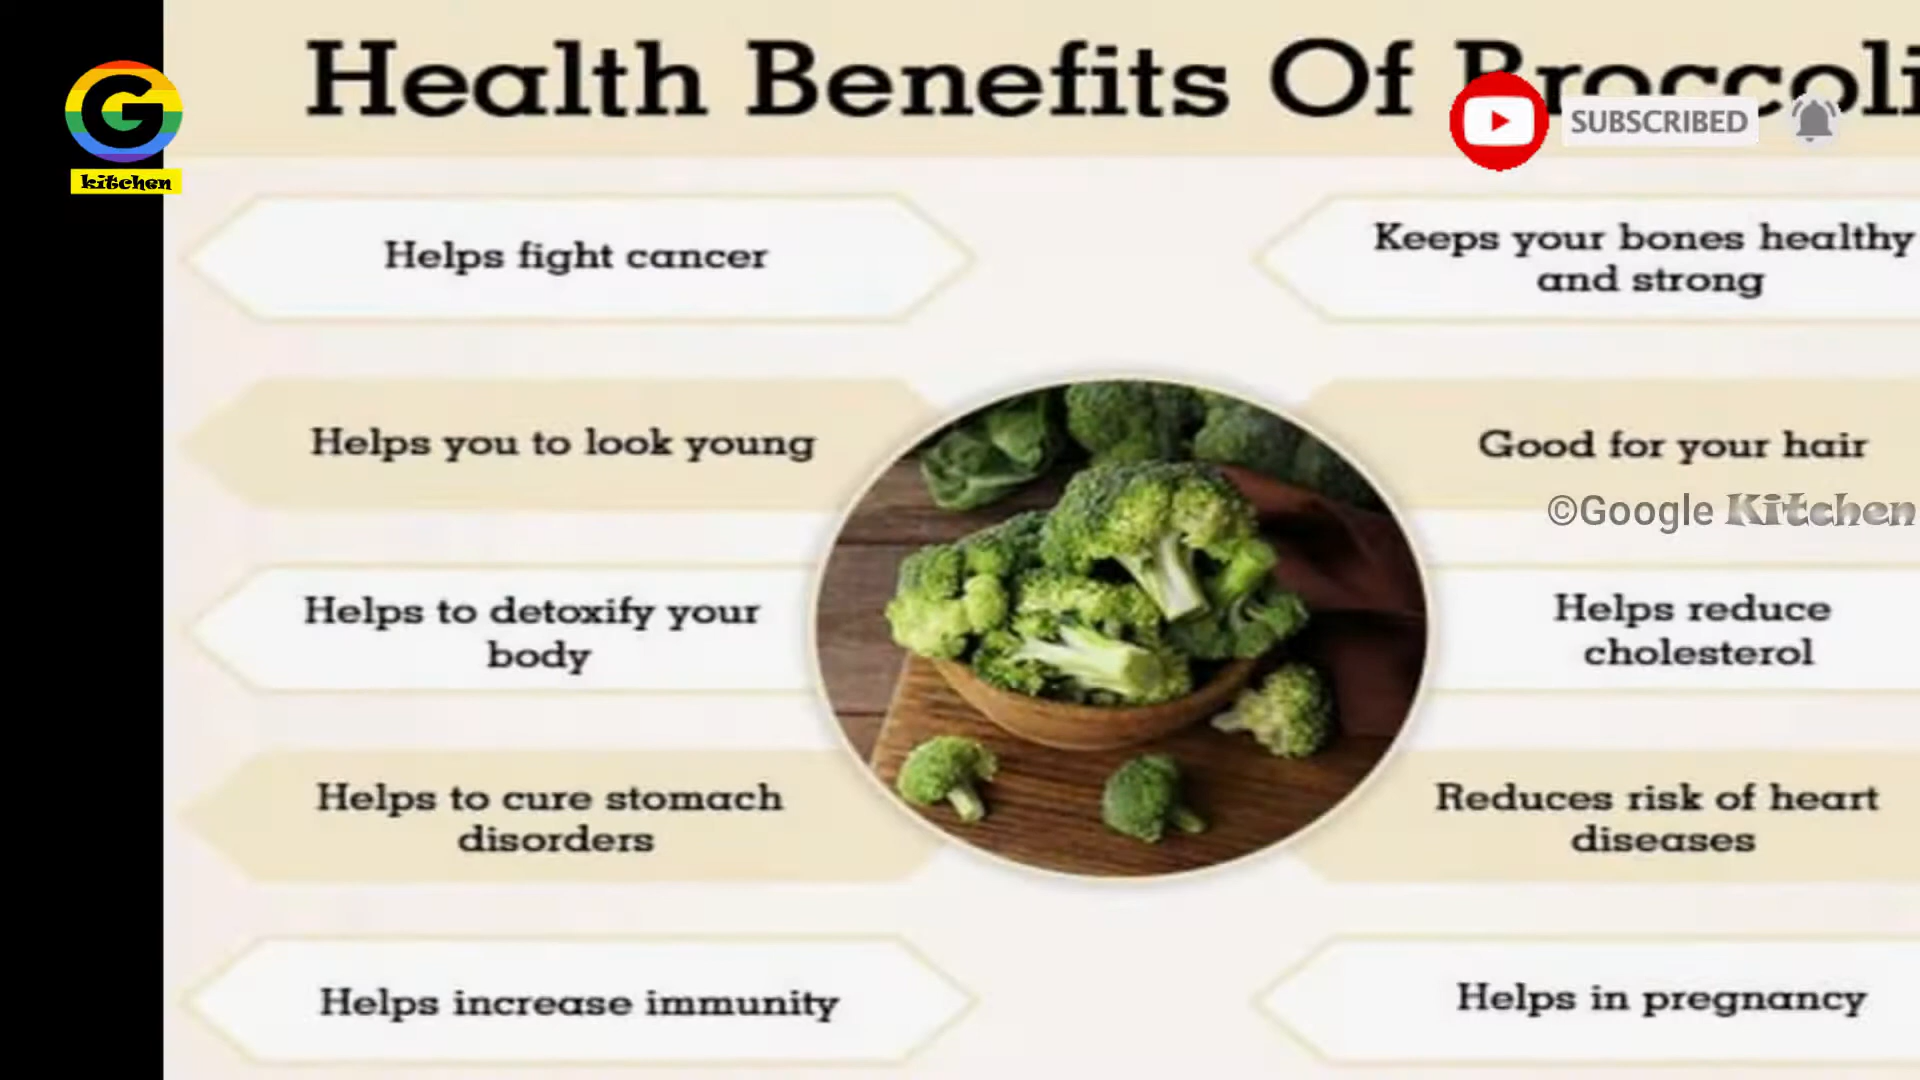 Health Benefits Of Broccoli
G
kitchen
SUBSCRIBED
Helps fight cancer
Keeps your bones healthy
and strong
Helps you to look young
Good for your hair
©Google Kitchen
Helps to detoxify your
body
Helps reduce
cholesterol
Helps to cure stomach
disorders
Reduces risk of heart
diseases
Helps increase immunity
Helps in pregnancy